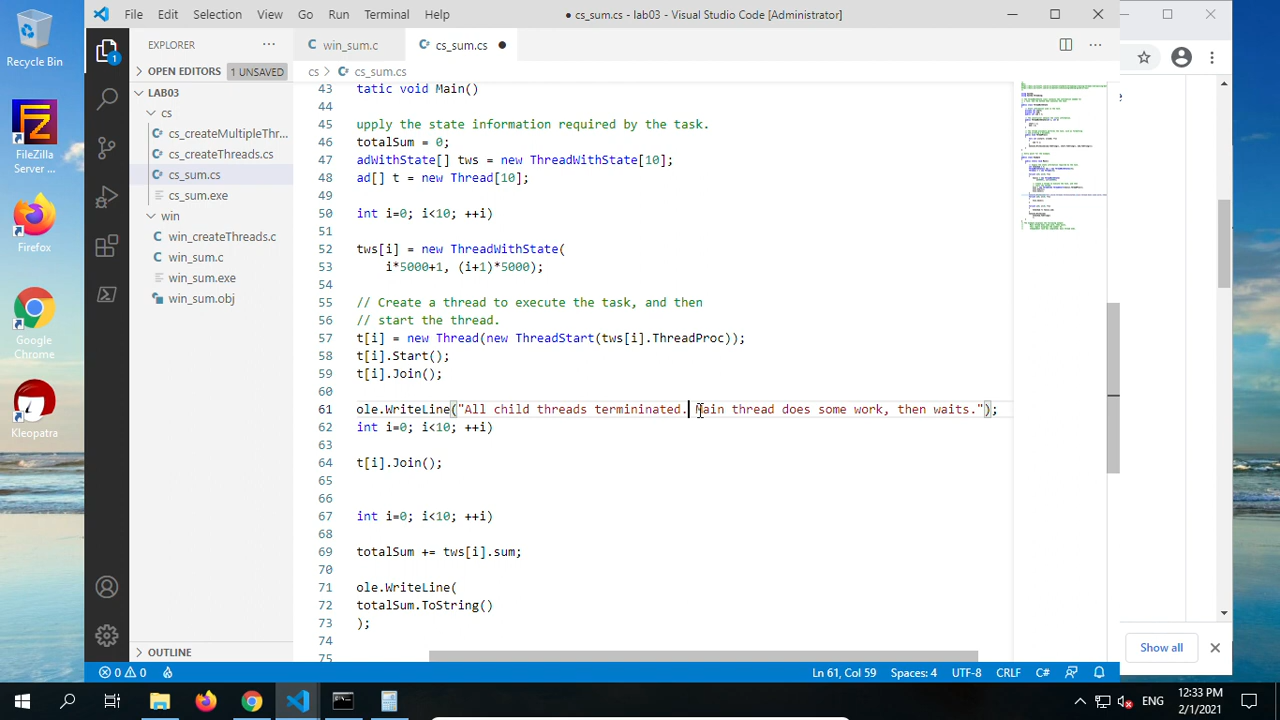 Recycle Bin
FileZilla
Server ...
Firefox
Google
Chrome
Kleopatra
File Edit Selection View Go Run Terminal Help
● cs_sum.cs - lab03 - Visual Studio Code [Administrator]
EXPLORER ...
OPEN EDITORS 1 UNSAVED
LAB03
cs
cs_createMultipleThr...
cs_createThreads.cs
cs_sum.cs
cs_sum.exe
win
win_createThreads.c
win_sum.c
win_sum.exe
win_sum.obj
OUTLINE
win_sum.c
cs_sum.cs ●
cs > cs_sum.cs
43 tatic void Main()
44
45 upply the state information required by the task.
46 totalSum = 0;
47 adWithState[] tws = new ThreadWithState[10];
48 ad[] t = new Thread[10];
49
50 int i=0; i<10; ++i)
51
52 tws[i] = new ThreadWithState(
53 i*5000+1, (i+1)*5000);
54
55 // Create a thread to execute the task, and then
56 // start the thread.
57 t[i] = new Thread(new ThreadStart(tws[i].ThreadProc));
58 t[i].Start();
59 t[i].Join();
60
61 ole.WriteLine("All child threads termininated. Main thread does some work, then waits.");
62 int i=0; i<10; ++i)
63
64 t[i].Join();
65
66
67 int i=0; i<10; ++i)
68
69 totalSum += tws[i].sum;
70
71 ole.WriteLine(
72 totalSum.ToString()
73 );
74
75
1
0 0
Ln 61, Col 59 Spaces: 4 UTF-8 CRLF C#
Show all
ENG
12:33 PM
2/1/2021